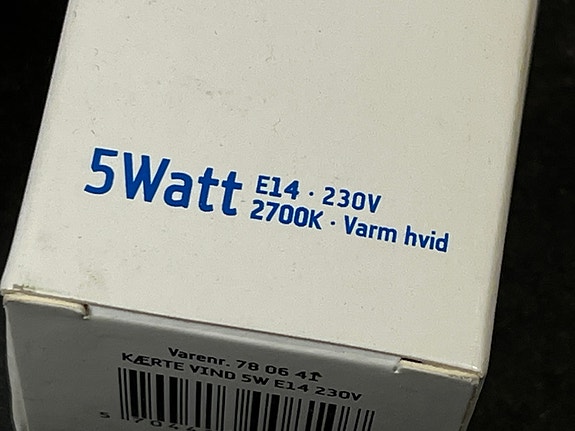 5Watt
E14 · 230V
2700K · Varm hvid
Varenr. 78 06 41
KÆRTE VIND 5W E14 230V